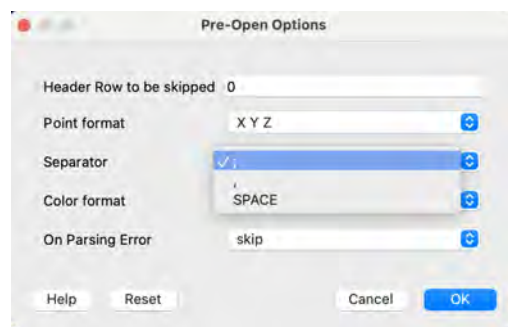 Pre-Open Options
Header Row to be skipped 0
Point format X Y Z
Separator ✓ ;
,
Color format SPACE
On Parsing Error skip
Help Reset Cancel OK